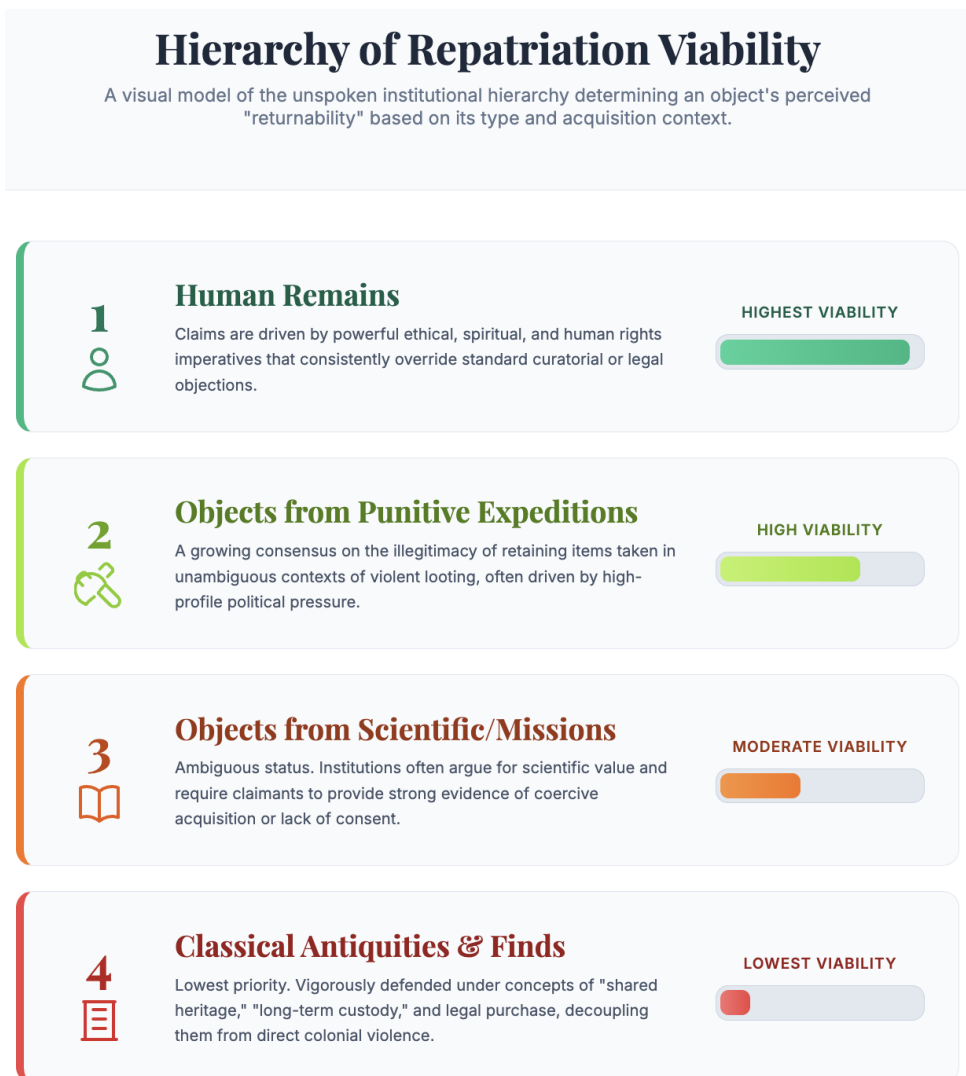 Hierarchy of Repatriation Viability
A visual model of the unspoken institutional hierarchy determining an object's perceived
"returnability" based on its type and acquisition context.
1
Human Remains
Claims are driven by powerful ethical, spiritual, and human rights
imperatives that consistently override standard curatorial or legal
objections.
HIGHEST VIABILITY
2
Objects from Punitive Expeditions
A growing consensus on the illegitimacy of retaining items taken in
unambiguous contexts of violent looting, often driven by high-
profile political pressure.
HIGH VIABILITY
3
Objects from Scientific/Missions
Ambiguous status. Institutions often argue for scientific value and
require claimants to provide strong evidence of coercive
acquisition or lack of consent.
MODERATE VIABILITY
4
Classical Antiquities & Finds
Lowest priority. Vigorously defended under concepts of "shared
heritage," "long-term custody," and legal purchase, decoupling
them from direct colonial violence.
LOWEST VIABILITY